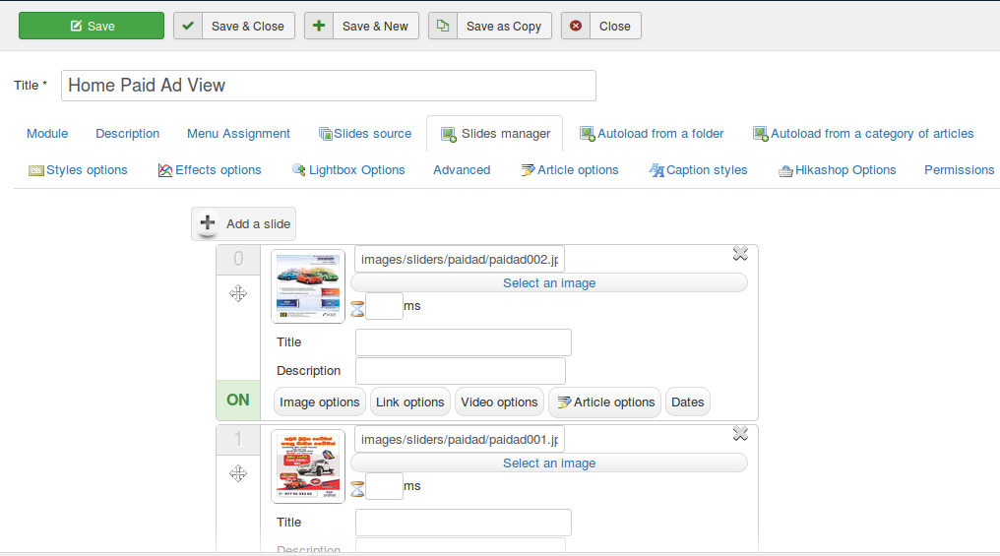 Save
Save & Close
Save & New
Save as Copy
Close
Title *
Home Paid Ad View
Module
Description
Menu Assignment
Slides source
Slides manager
Autoload from a folder
Autoload from a category of articles
Styles options
Effects options
Lightbox Options
Advanced
Article options
Caption styles
Hikashop Options
Permissions
Add a slide
0
images/sliders/paidad/paidad002.jp
Select an image
ms
Title
Description
ON
Image options
Link options
Video options
Article options
Dates
1
images/sliders/paidad/paidad001.jp
Select an image
ms
Title
Description